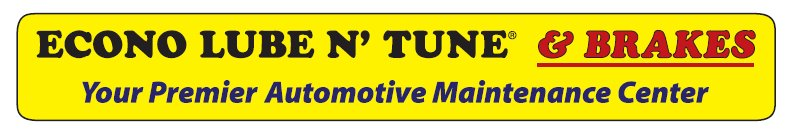 ECONO LUBE N' TUNE® & BRAKES
Your Premier Automotive Maintenance Center